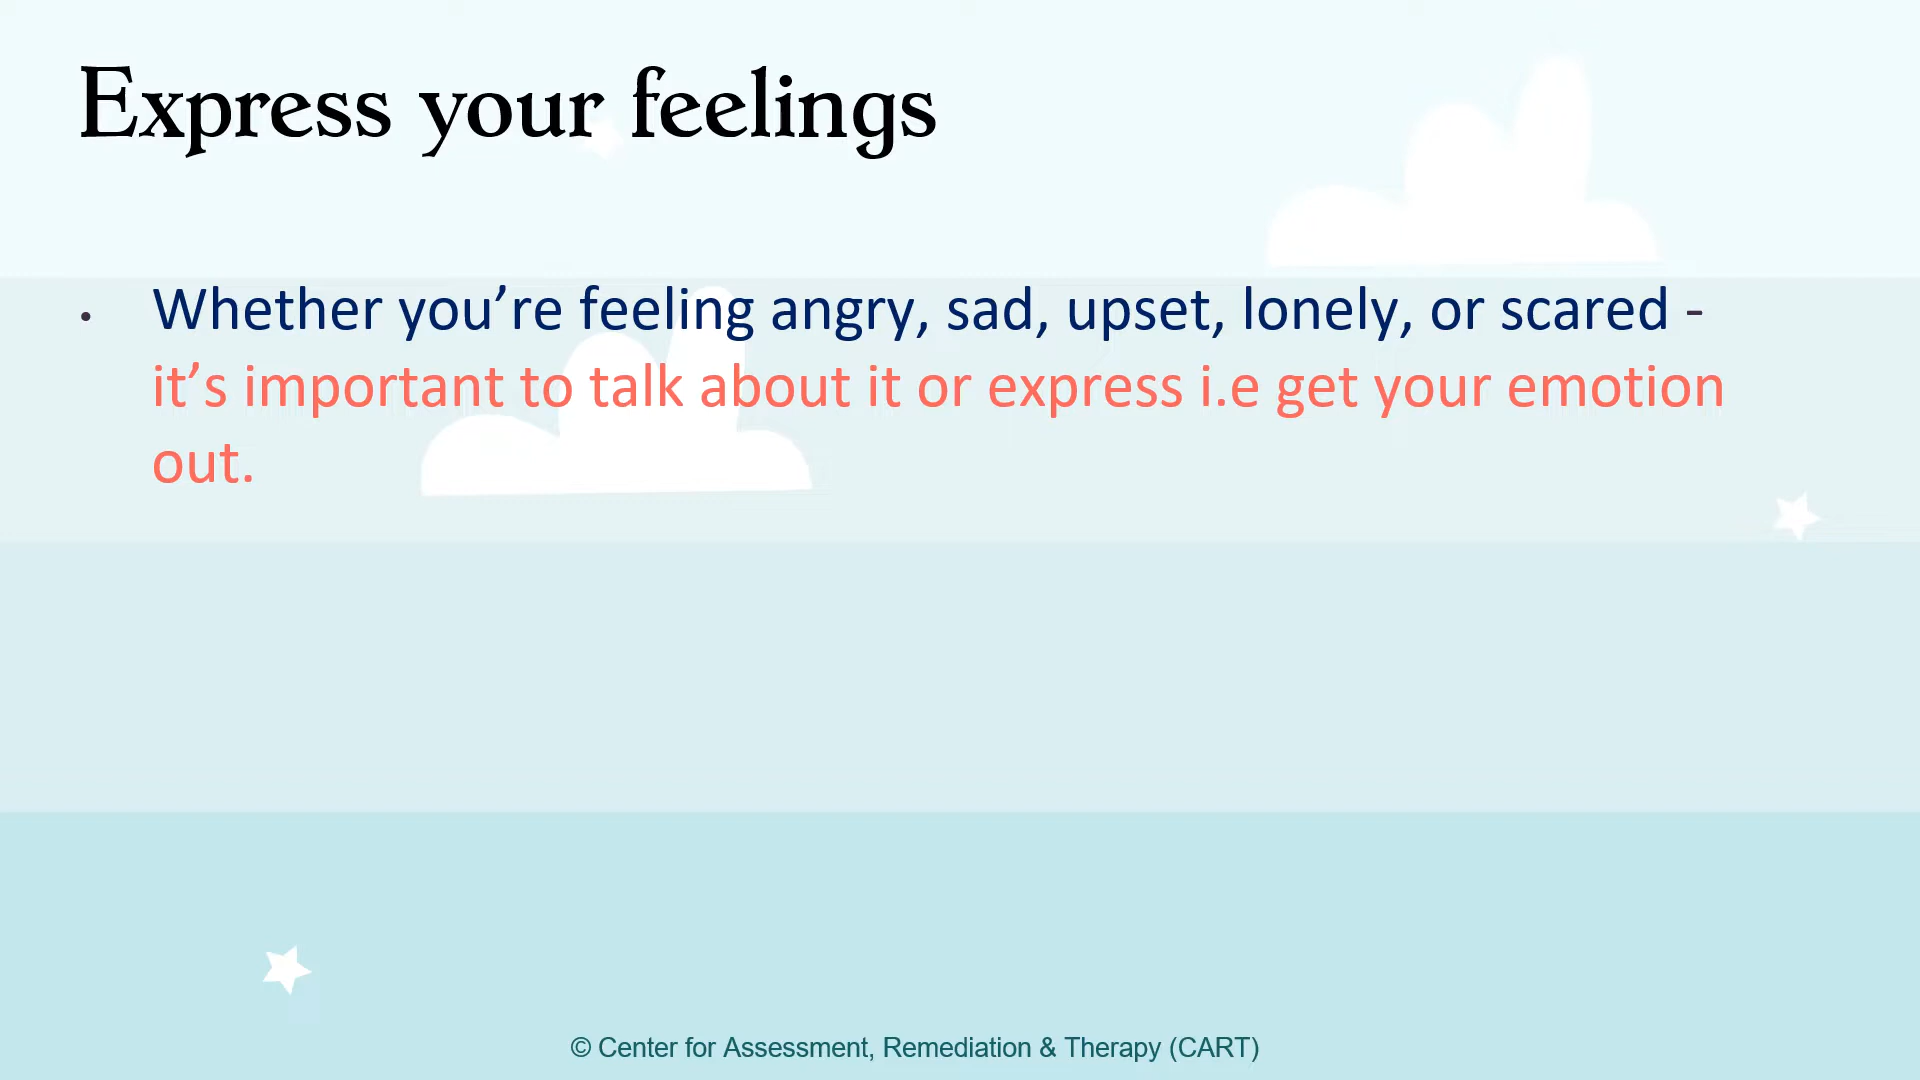 Express your feelings
• Whether you’re feeling angry, sad, upset, lonely, or scared -
it’s important to talk about it or express i.e get your emotion
out.
© Center for Assessment, Remediation & Therapy (CART)